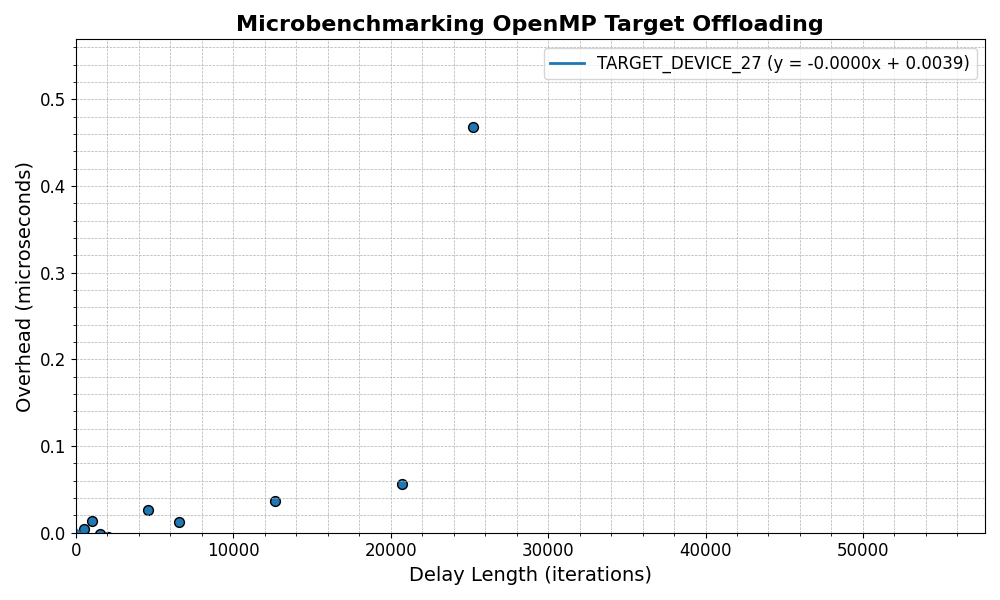 Microbenchmarking OpenMP Target Offloading
TARGET_DEVICE_27 (y = -0.0000x + 0.0039)
Overhead (microseconds)
0.5
0.4
0.3
0.2
0.1
0.0
0 10000 20000 30000 40000 50000
Delay Length (iterations)